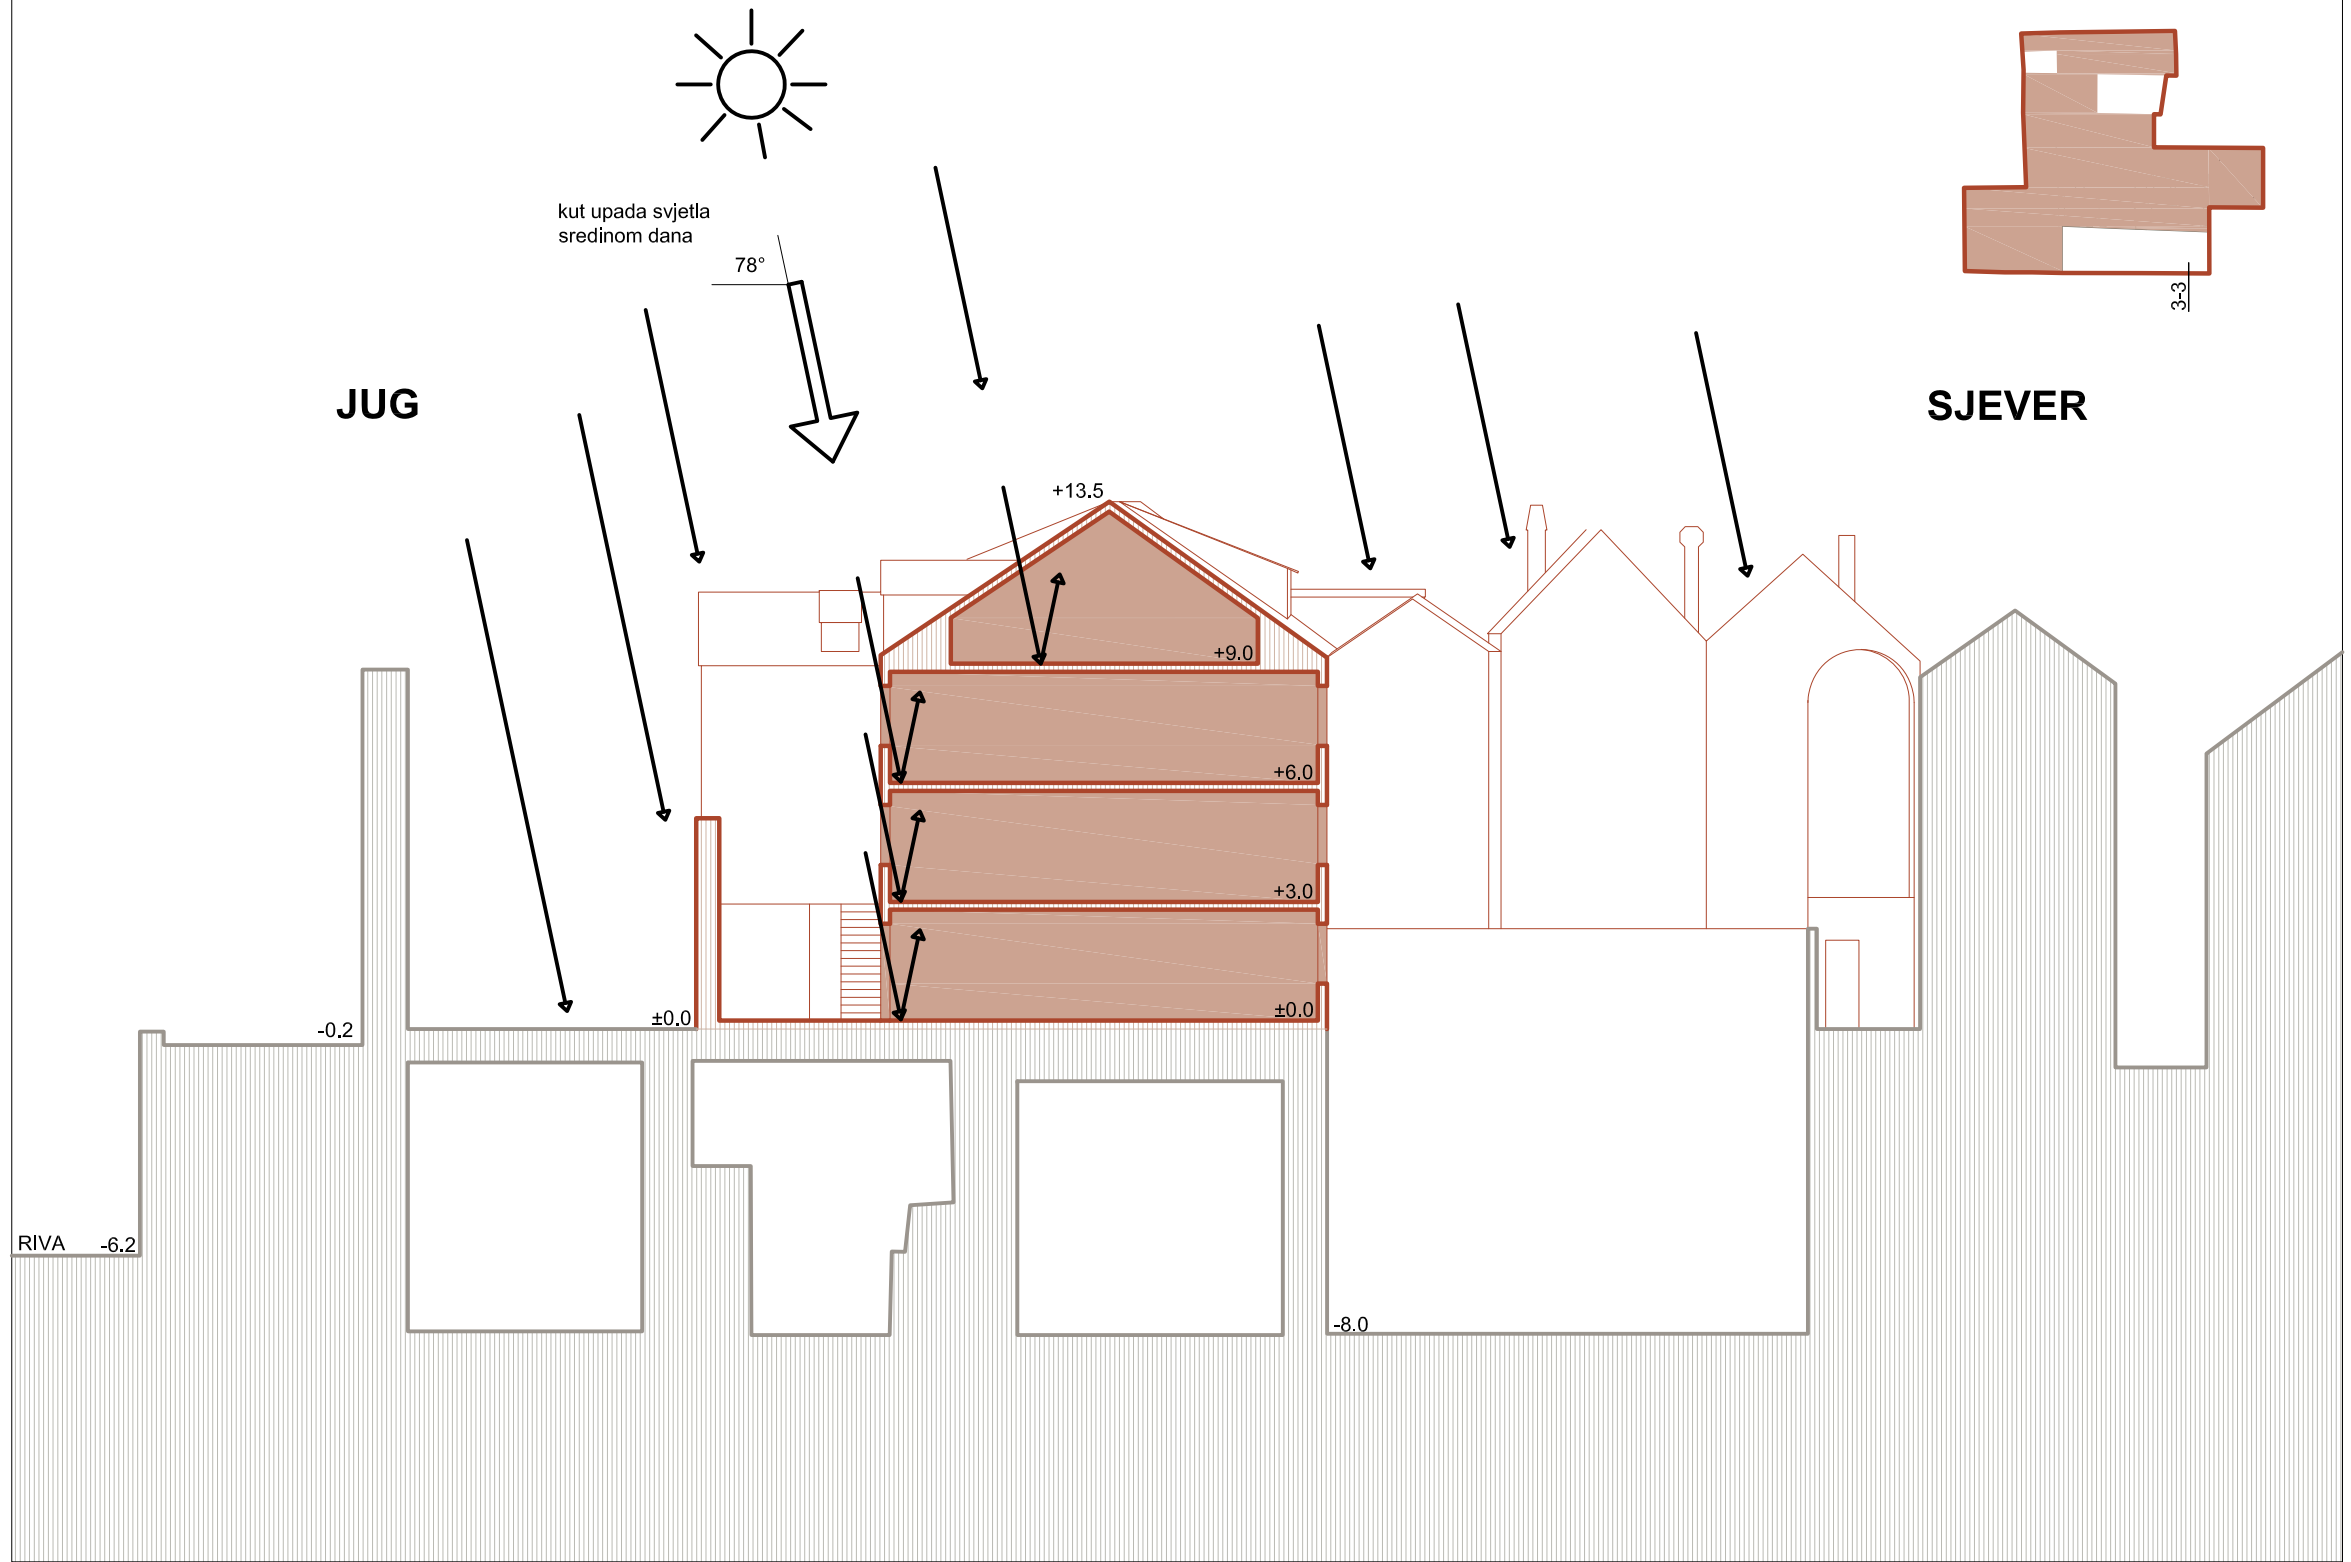 kut upada svjetla
sredinom dana
78°
3-3
JUG
SJEVER
+13.5
+9.0
+6.0
+3.0
±0.0
±0.0
-0.2
RIVA
-6.2
-8.0